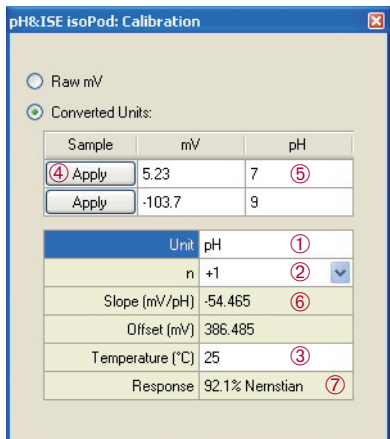 pH&ISE isoPod: Calibration
Raw mV
Converted Units:
Sample mV pH
④ Apply 5.23 7 ⑤
Apply -103.7 9
Unit pH ①
n +1 ②
Slope (mV/pH) -54.465 ⑥
Offset (mV) 386.485
Temperature (°C) 25 ③
Response 92.1% Nernstian ⑦